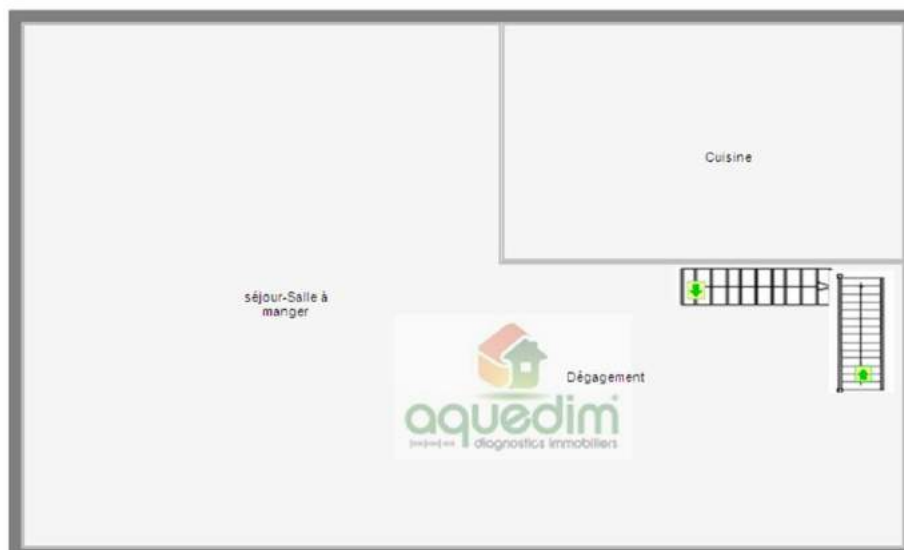 Cuisine
séjour-Salle à
manger
Dégagement
aquedim
diagnostics immobiliers